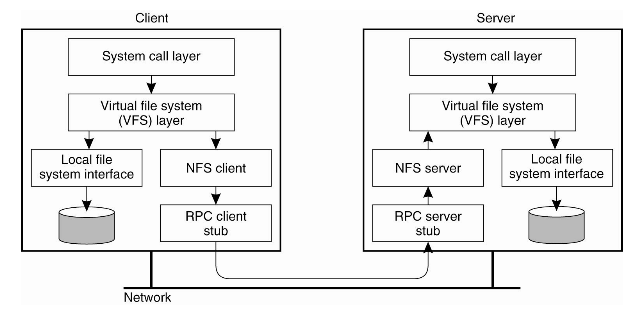 Client
Server
System call layer
System call layer
Virtual file system
(VFS) layer
Virtual file system
(VFS) layer
Local file
system interface
NFS client
NFS server
Local file
system interface
RPC client
stub
RPC server
stub
Network